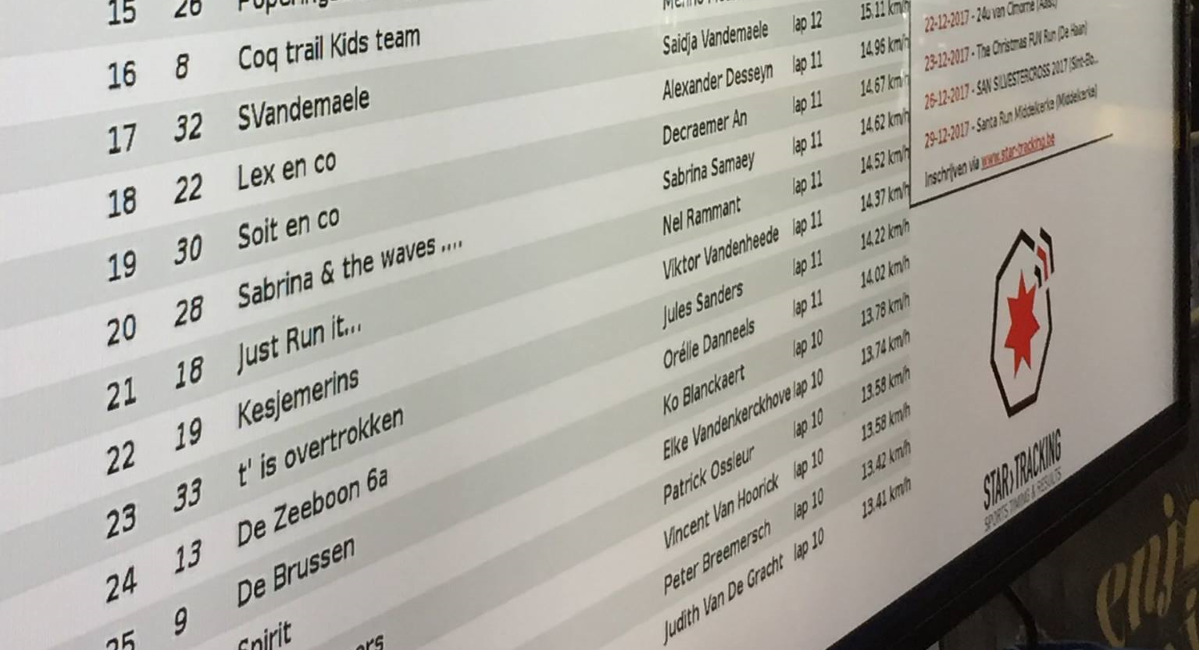 15 26
16 8 Coq trail Kids team
17 32 SVandemaele Saidja Vandemaele lap 12 15.11 km/h
18 22 Lex en co Alexander Desseyn lap 11 14.96 km/h
19 30 Soit en co Decraemer An lap 11 14.67 km/h
20 28 Sabrina & the waves .... Sabrina Samaey lap 11 14.62 km/h
21 18 Just Run it... Nel Rammant lap 11 14.52 km/h
22 19 Kesjemerins Viktor Vandenheede lap 11 14.37 km/h
23 33 t' is overtrokken Jules Sanders lap 11 14.22 km/h
24 13 De Zeeboon 6a Orélie Danneels lap 11 14.02 km/h
25 9 De Brussen Ko Blanckaert lap 10 13.78 km/h
Spirit Elke Vandenkerckhove lap 10 13.74 km/h
Patrick Ossieur lap 10 13.58 km/h
Vincent Van Hoorick lap 10 13.58 km/h
Peter Breemersch lap 10 13.42 km/h
Judith Van De Gracht lap 10 13.41 km/h
22-12-2017 - 24u van Cimorné (Aalst)
23-12-2017 - The Christmas FUN Run (De Haan)
26-12-2017 - SAN SILVESTERCROSS 2017 (Sint-Elo...
29-12-2017 - Santa Run Middelkerke (Middelkerke)
Inschrijven via www.star-tracking.be
STAR›TRACKING
SPORTS TIMING & RESULTS
enj